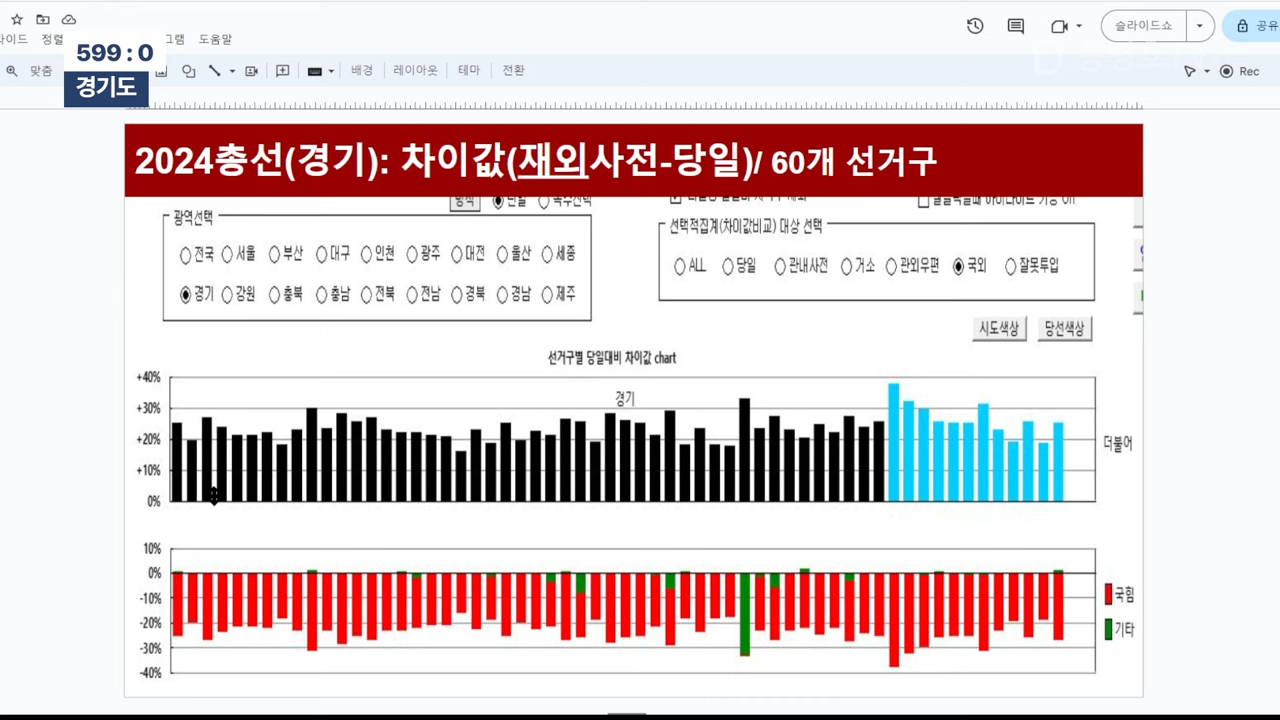 공유
슬라이드쇼
정렬
도움말
599 : 0
경기도
맞춤
배경
레이아웃
테마
전환
Rec
2024총선(경기): 차이값(재외사전-당일)/ 60개 선거구
단일
광역선택
전국 서울 부산 대구 인천 광주 대전 울산 세종
경기 강원 충북 충남 전북 전남 경북 경남 제주
선택적집계(차이값비교) 대상 선택
ALL 당일 관내사전 거소 관외우편 국외 잘못투입
시도색상 당선색상
선거구별 당일대비 차이값 chart
경기
+40%
+30%
+20%
+10%
0%
더불어
10%
0%
-10%
-20%
-30%
-40%
국힘
기타